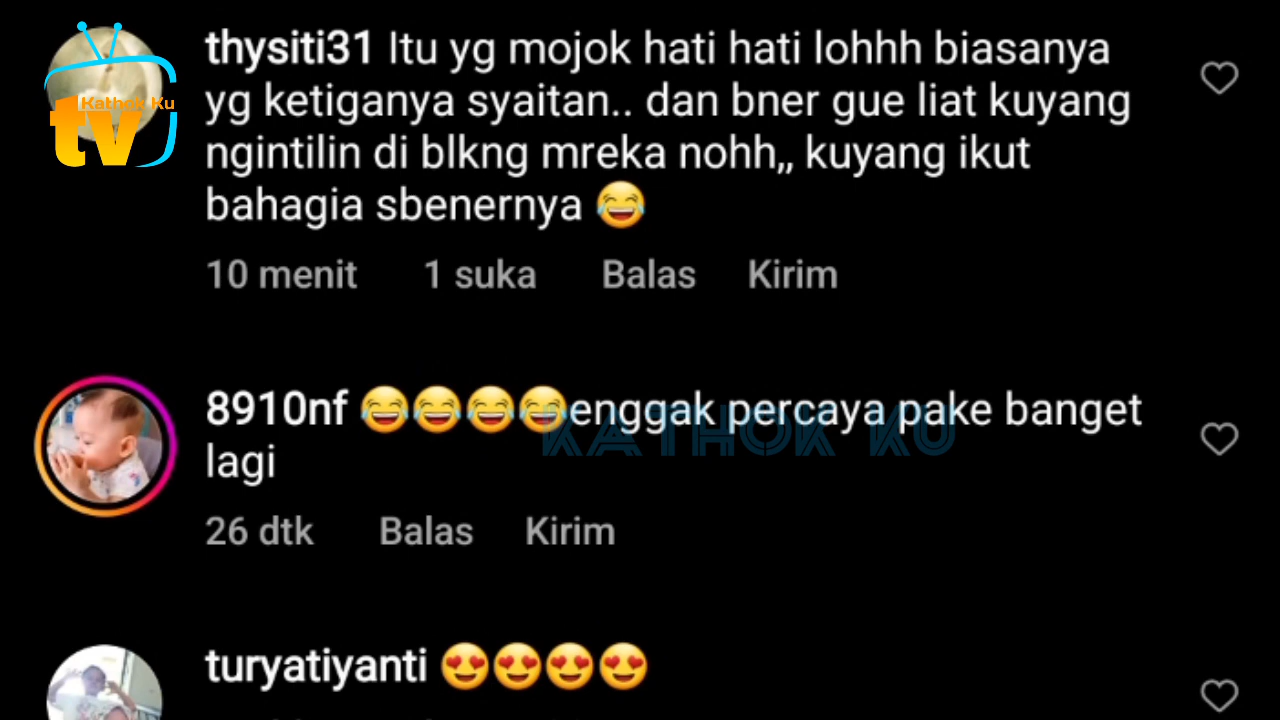 thysiti31 Itu yg mojok hati hati lohhh biasanya
yg ketiganya syaitan.. dan bner gue liat kuyang
ngintilin di blkng mreka nohh,, kuyang ikut
bahagia sbenernya 😂
10 menit 1 suka Balas Kirim
Kathok Ku
tv
8910nf 😂😂😂😂enggak percaya pake banget
lagi
KATHOK KU
26 dtk Balas Kirim
turyatiyanti 😍😍😍😍